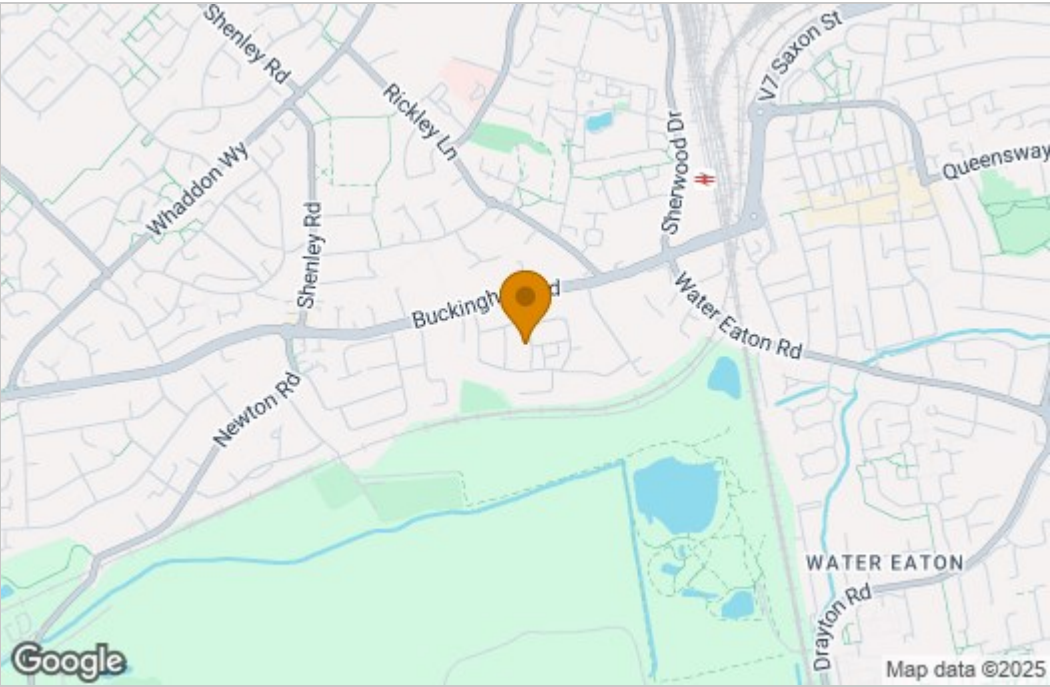 Shenley Rd
V7 Saxon St
Rickley Ln
Sherwood Dr
Queensway
Whaddon Wy
Shenley Rd
Buckingh
d
Water Eaton Rd
Newton Rd
WATER EATON
Drayton Rd
Google
Map data ©2025